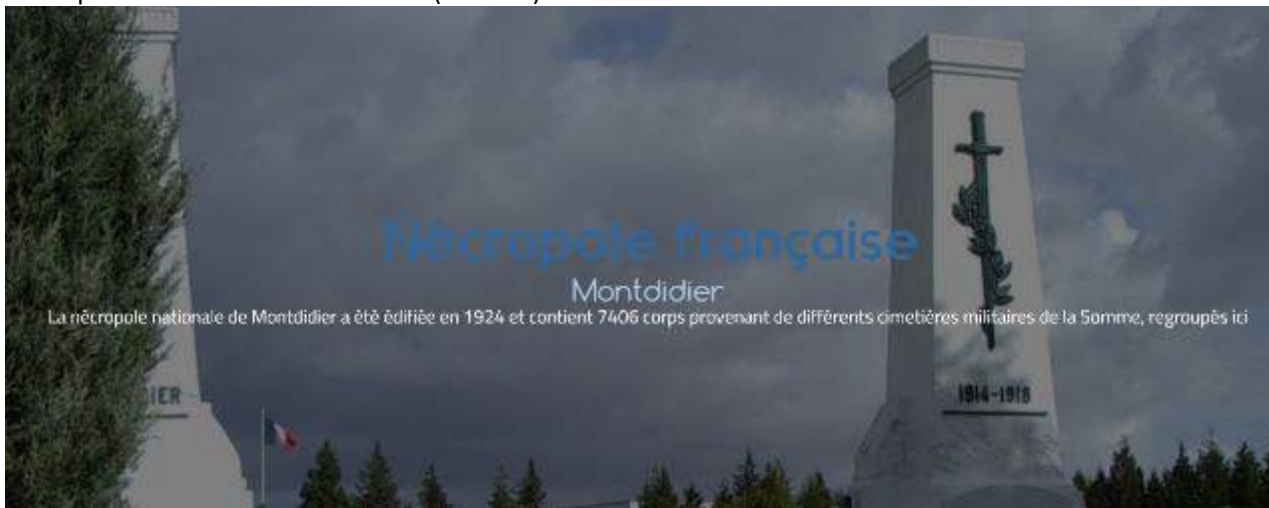 Nécropole française
Montdidier
La nécropole nationale de Montdidier a été édifiée en 1924 et contient 7406 corps provenant de différents cimetières militaires de la Somme, regroupés ici
IER
1914-1918